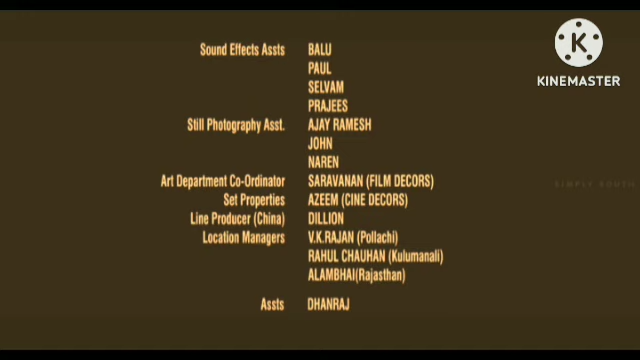 Sound Effects Assts BALU
PAUL
SELVAM
PRAJEES
Still Photography Asst. AJAY RAMESH
JOHN
NAREN
Art Department Co-Ordinator SARAVANAN (FILM DECORS)
Set Properties AZEEM (CINE DECORS)
Line Producer (China) DILLION
Location Managers V.K.RAJAN (Pollachi)
RAHUL CHAUHAN (Kulumanali)
ALAMBHAI(Rajasthan)
Assts DHANRAJ
K
KINEMASTER
SIMPLY SOUTH